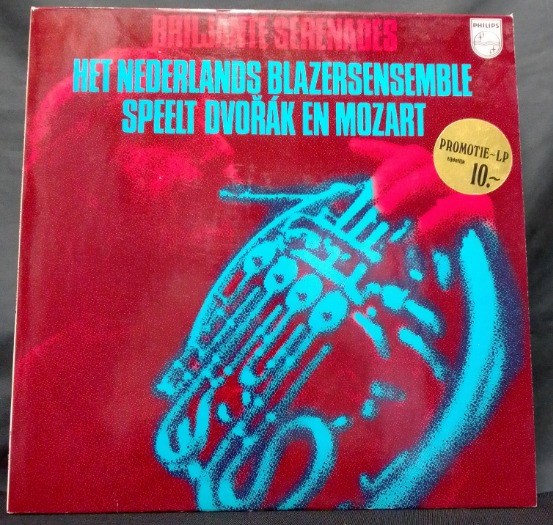 BRILJANTE SERENADES
PHILIPS
HET NEDERLANDS BLAZERSENSEMBLE
SPEELT DVOŘÁK EN MOZART
PROMOTIE-LP
10.-